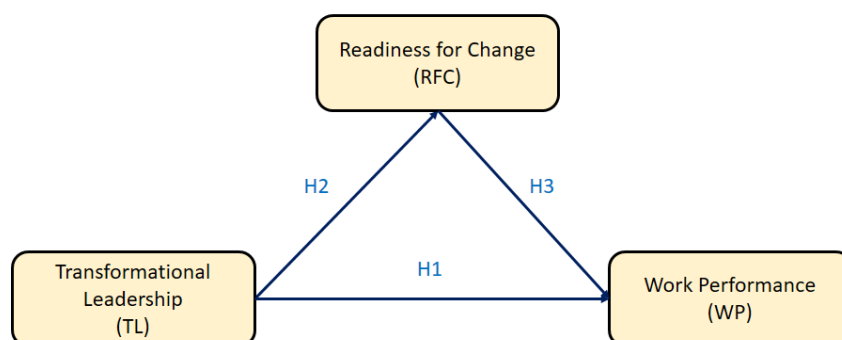 Readiness for Change
(RFC)
H2
H3
H1
Transformational
Leadership
(TL)
Work Performance
(WP)